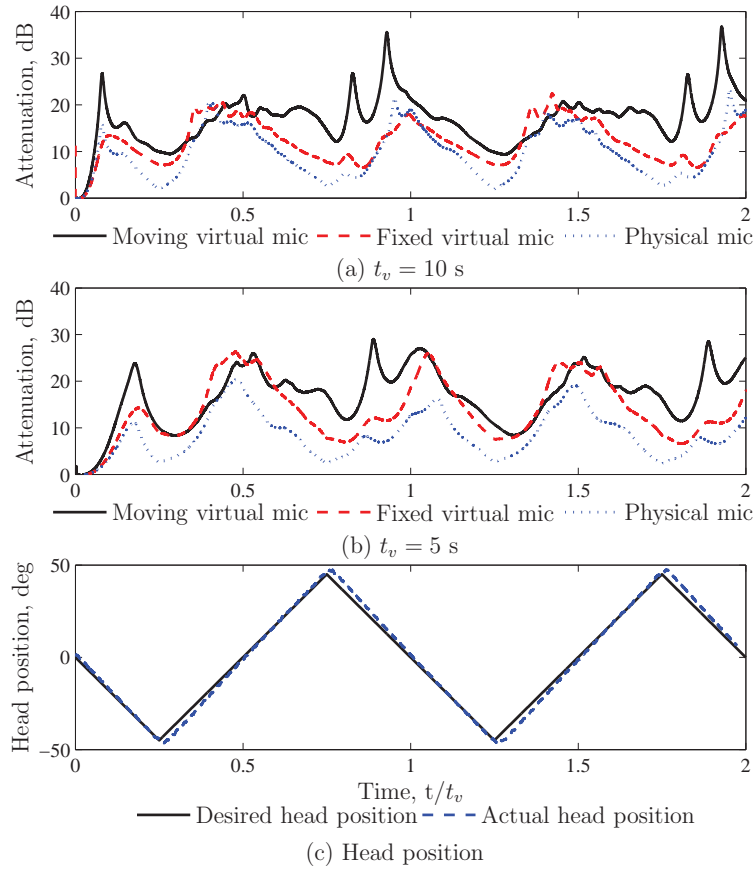 40
30
20
10
0
Attenuation, dB
0 0.5 1 1.5 2
Moving virtual mic Fixed virtual mic Physical mic
(a) t_v = 10 s
40
30
20
10
0
Attenuation, dB
0 0.5 1 1.5 2
Moving virtual mic Fixed virtual mic Physical mic
(b) t_v = 5 s
50
0
−50
Head position, deg
0 0.5 1 1.5 2
Time, t/t_v
Desired head position Actual head position
(c) Head position